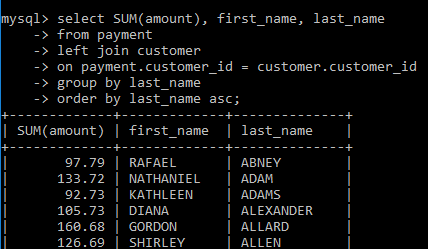 mysql> select SUM(amount), first_name, last_name
    -> from payment
    -> left join customer
    -> on payment.customer_id = customer.customer_id
    -> group by last_name
    -> order by last_name asc;
+-------------+-------------+--------------+
| SUM(amount) | first_name | last_name |
+-------------+-------------+--------------+
| 97.79 | RAFAEL | ABNEY |
| 133.72 | NATHANIEL | ADAM |
| 92.73 | KATHLEEN | ADAMS |
| 105.73 | DIANA | ALEXANDER |
| 160.68 | GORDON | ALLARD |
| 126.69 | SHIRLEY | ALLEN |